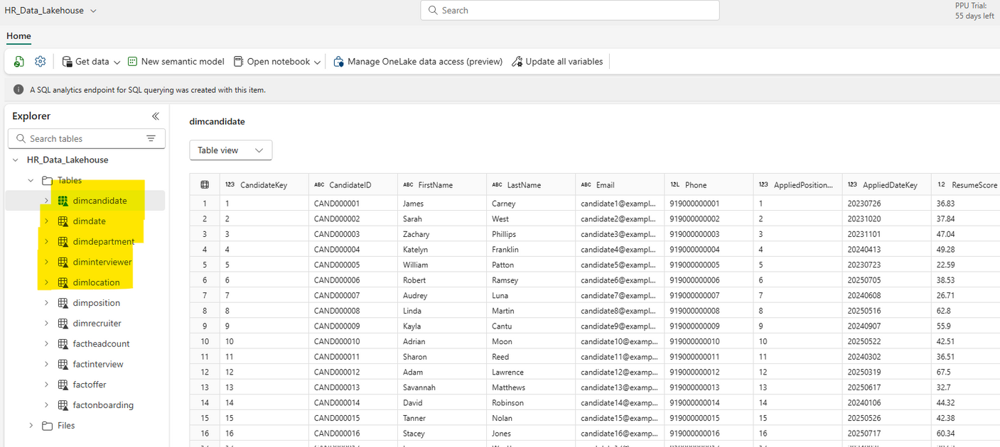 HR_Data_Lakehouse
Search
PPU Trial:
55 days left
Home
Get data
New semantic model
Open notebook
Manage OneLake data access (preview)
Update all variables
A SQL analytics endpoint for SQL querying was created with this item.
Explorer
Search tables
HR_Data_Lakehouse
Tables
dimcandidate
dimdate
dimdepartment
diminterviewer
dimlocation
dimposition
dimrecruiter
factheadcount
factinterview
factoffer
factonboarding
Files
dimcandidate
Table view
123 CandidateKey ABC CandidateID ABC FirstName ABC LastName ABC Email 12L Phone 123 AppliedPosition... 123 AppliedDateKey 12 ResumeScore
1 1 CAND000001 James Carney candidate1@exampl... 919000000001 1 20230726 36.83
2 2 CAND000002 Sarah West candidate2@exampl... 919000000002 2 20231020 37.84
3 3 CAND000003 Zachary Phillips candidate3@exampl... 919000000003 3 20231101 47.04
4 4 CAND000004 Katelyn Franklin candidate4@exampl... 919000000004 4 20240413 49.28
5 5 CAND000005 William Patton candidate5@exampl... 919000000005 5 20230723 22.59
6 6 CAND000006 Robert Ramsey candidate6@exampl... 919000000006 6 20250705 38.53
7 7 CAND000007 Audrey Luna candidate7@exampl... 919000000007 7 20240608 26.71
8 8 CAND000008 Linda Martin candidate8@exampl... 919000000008 8 20250516 62.8
9 9 CAND000009 Kayla Cantu candidate9@exampl... 919000000009 9 20240907 55.9
10 10 CAND000010 Adrian Moon candidate10@examp... 919000000010 10 20250522 42.51
11 11 CAND000011 Sharon Reed candidate11@examp... 919000000011 11 20240302 36.51
12 12 CAND000012 Adam Lawrence candidate12@examp... 919000000012 12 20250319 67.5
13 13 CAND000013 Savannah Matthews candidate13@examp... 919000000013 13 20250617 32.7
14 14 CAND000014 David Robinson candidate14@examp... 919000000014 14 20240106 44.32
15 15 CAND000015 Tanner Nolan candidate15@examp... 919000000015 15 20250526 42.38
16 16 CAND000016 Stacey Jones candidate16@examp... 919000000016 16 20250717 60.34